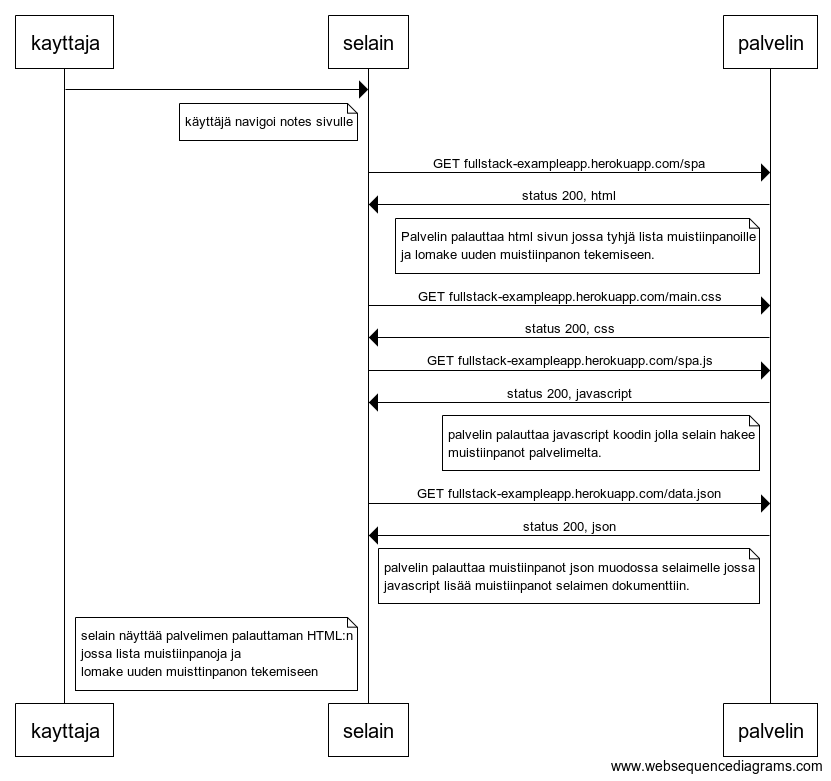 kayttaja
selain
palvelin
käyttäjä navigoi notes sivulle
GET fullstack-exampleapp.herokuapp.com/spa
status 200, html
Palvelin palauttaa html sivun jossa tyhjä lista muistiinpanoille
ja lomake uuden muistiinpanon tekemiseen.
GET fullstack-exampleapp.herokuapp.com/main.css
status 200, css
GET fullstack-exampleapp.herokuapp.com/spa.js
status 200, javascript
palvelin palauttaa javascript koodin jolla selain hakee
muistiinpanot palvelimelta.
GET fullstack-exampleapp.herokuapp.com/data.json
status 200, json
palvelin palauttaa muistiinpanot json muodossa selaimelle jossa
javascript lisää muistiinpanot selaimen dokumenttiin.
selain näyttää palvelimen palauttaman HTML:n
jossa lista muistiinpanoja ja
lomake uuden muisttinpanon tekemiseen
kayttaja
selain
palvelin
www.websequencediagrams.com